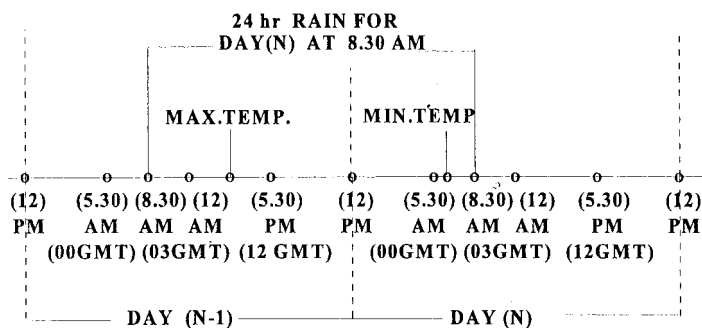 24 hr RAIN FOR
DAY(N) AT 8.30 AM
MAX.TEMP. MIN.TEMP
(12) (5.30) (8.30) (12) (5.30) (12) (5.30) (8.30) (12) (5.30) (12)
PM AM AM AM PM PM AM AM AM PM PM
(00GMT) (03GMT) (12 GMT) (00GMT) (03GMT) (12GMT)
DAY (N-1) DAY (N)